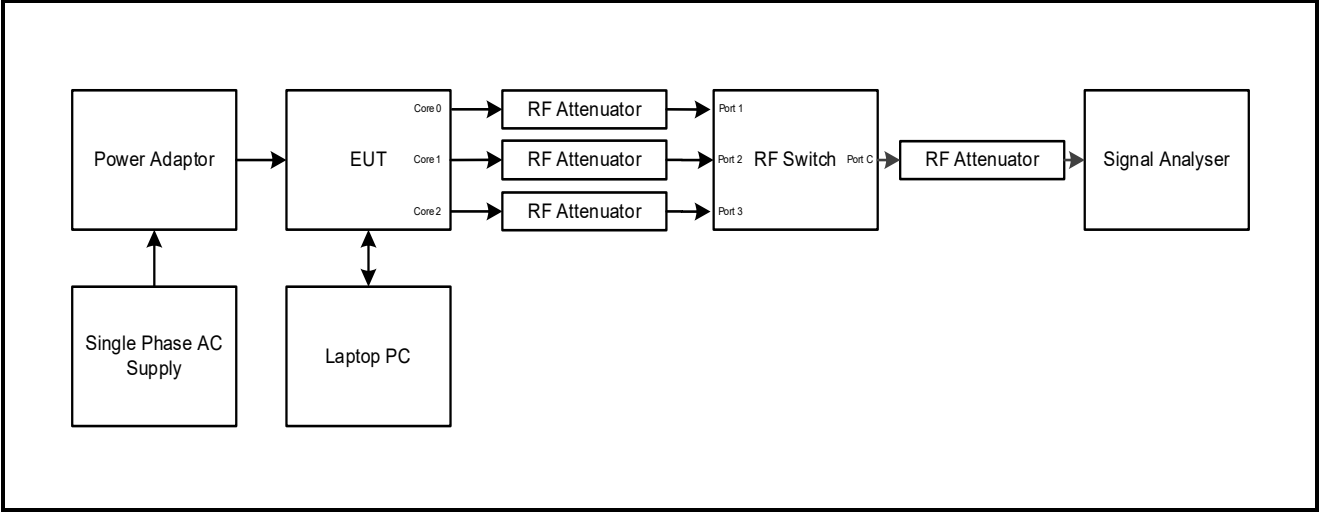 Core 0
RF Attenuator
Port 1
Power Adaptor
EUT
Core 1
RF Attenuator
Port 2
RF Switch
Port C
RF Attenuator
Signal Analyser
Core 2
RF Attenuator
Port 3
Single Phase AC
Supply
Laptop PC